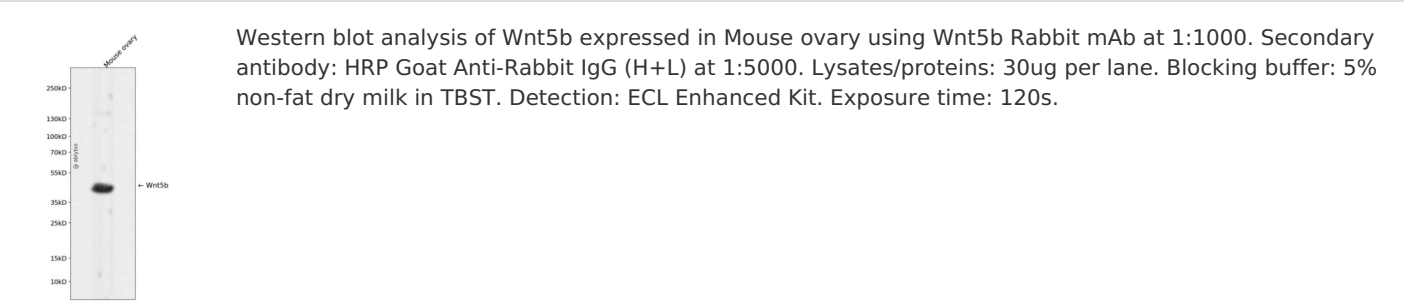 Mouse ovary
Western blot analysis of Wnt5b expressed in Mouse ovary using Wnt5b Rabbit mAb at 1:1000. Secondary
antibody: HRP Goat Anti-Rabbit IgG (H+L) at 1:5000. Lysates/proteins: 30ug per lane. Blocking buffer: 5%
non-fat dry milk in TBST. Detection: ECL Enhanced Kit. Exposure time: 120s.
250kD
130kD
100kD
70kD
55kD
← Wnt5b
35kD
25kD
15kD
10kD